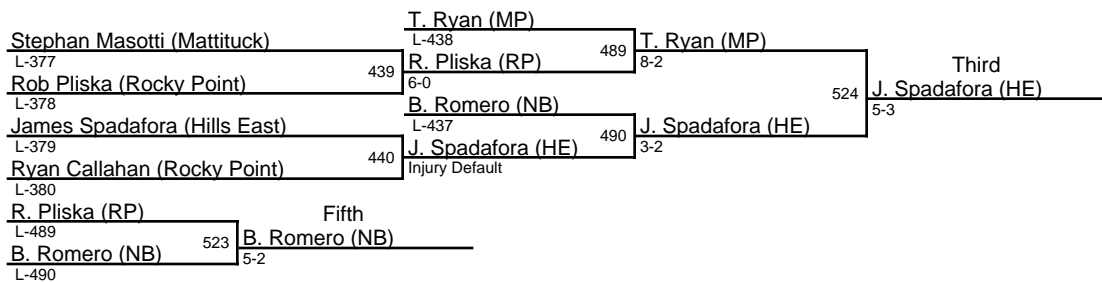 T. Ryan (MP)
Stephan Masotti (Mattituck)
L-438
L-377
489
T. Ryan (MP)
439
R. Pliska (RP)
8-2
Rob Pliska (Rocky Point)
6-0
Third
L-378
B. Romero (NB)
524
J. Spadafora (HE)
James Spadafora (Hills East)
L-437
5-3
L-379
490
J. Spadafora (HE)
440
J. Spadafora (HE)
3-2
Ryan Callahan (Rocky Point)
Injury Default
L-380
R. Pliska (RP)
Fifth
L-489
523
B. Romero (NB)
B. Romero (NB)
5-2
L-490